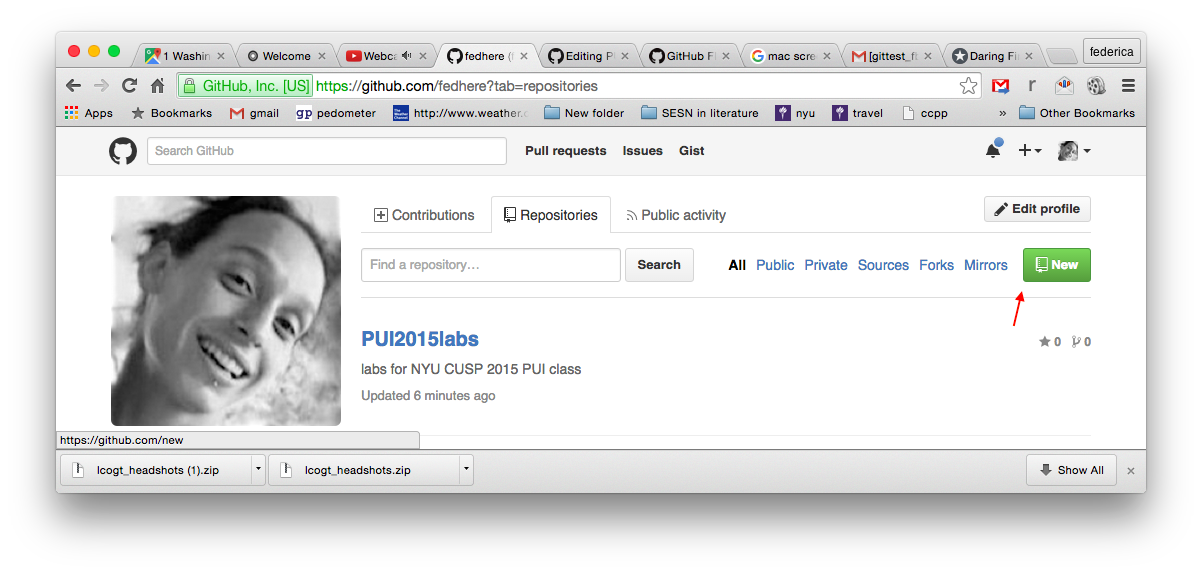 1 Washin
Welcome
Webca
fedhere (f
Editing P
GitHub Fl
mac scre
[gittest_fb
Daring Fi
federica
GitHub, Inc. [US] https://github.com/fedhere?tab=repositories
Apps Bookmarks gmail gp pedometer http://www.weather.c New folder SESN in literature nyu travel ccpp » Other Bookmarks
Search GitHub Pull requests Issues Gist
Contributions Repositories Public activity Edit profile
Find a repository… Search All Public Private Sources Forks Mirrors New
PUI2015labs
0 0
labs for NYU CUSP 2015 PUI class
Updated 6 minutes ago
https://github.com/new
lcogt_headshots (1).zip lcogt_headshots.zip Show All